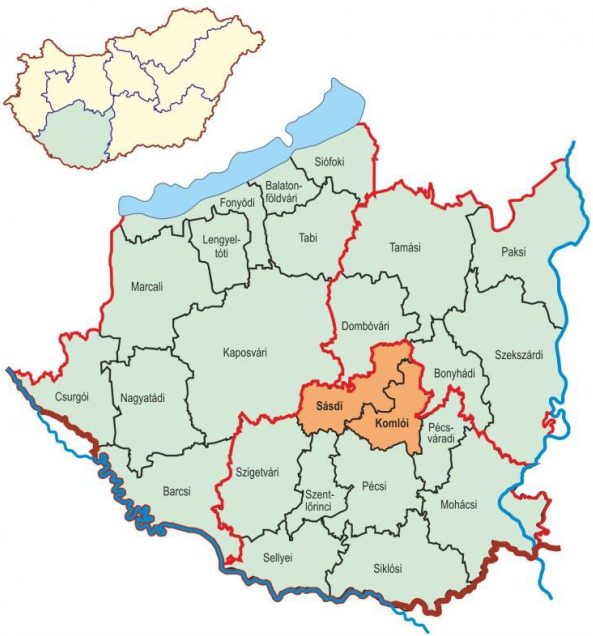 Siófoki
Balaton-
földvári
Fonyódi
Lengyel-
tóti
Tabi
Tamási
Paksi
Marcali
Dombóvári
Kaposvári
Szekszárdi
Bonyhádi
Csurgói
Nagyatádi
Sásdi
Komlói
Pécs-
váradi
Szigetvári
Barcsi
Szent-
lőrinci
Pécsi
Mohácsi
Sellyei
Siklósi